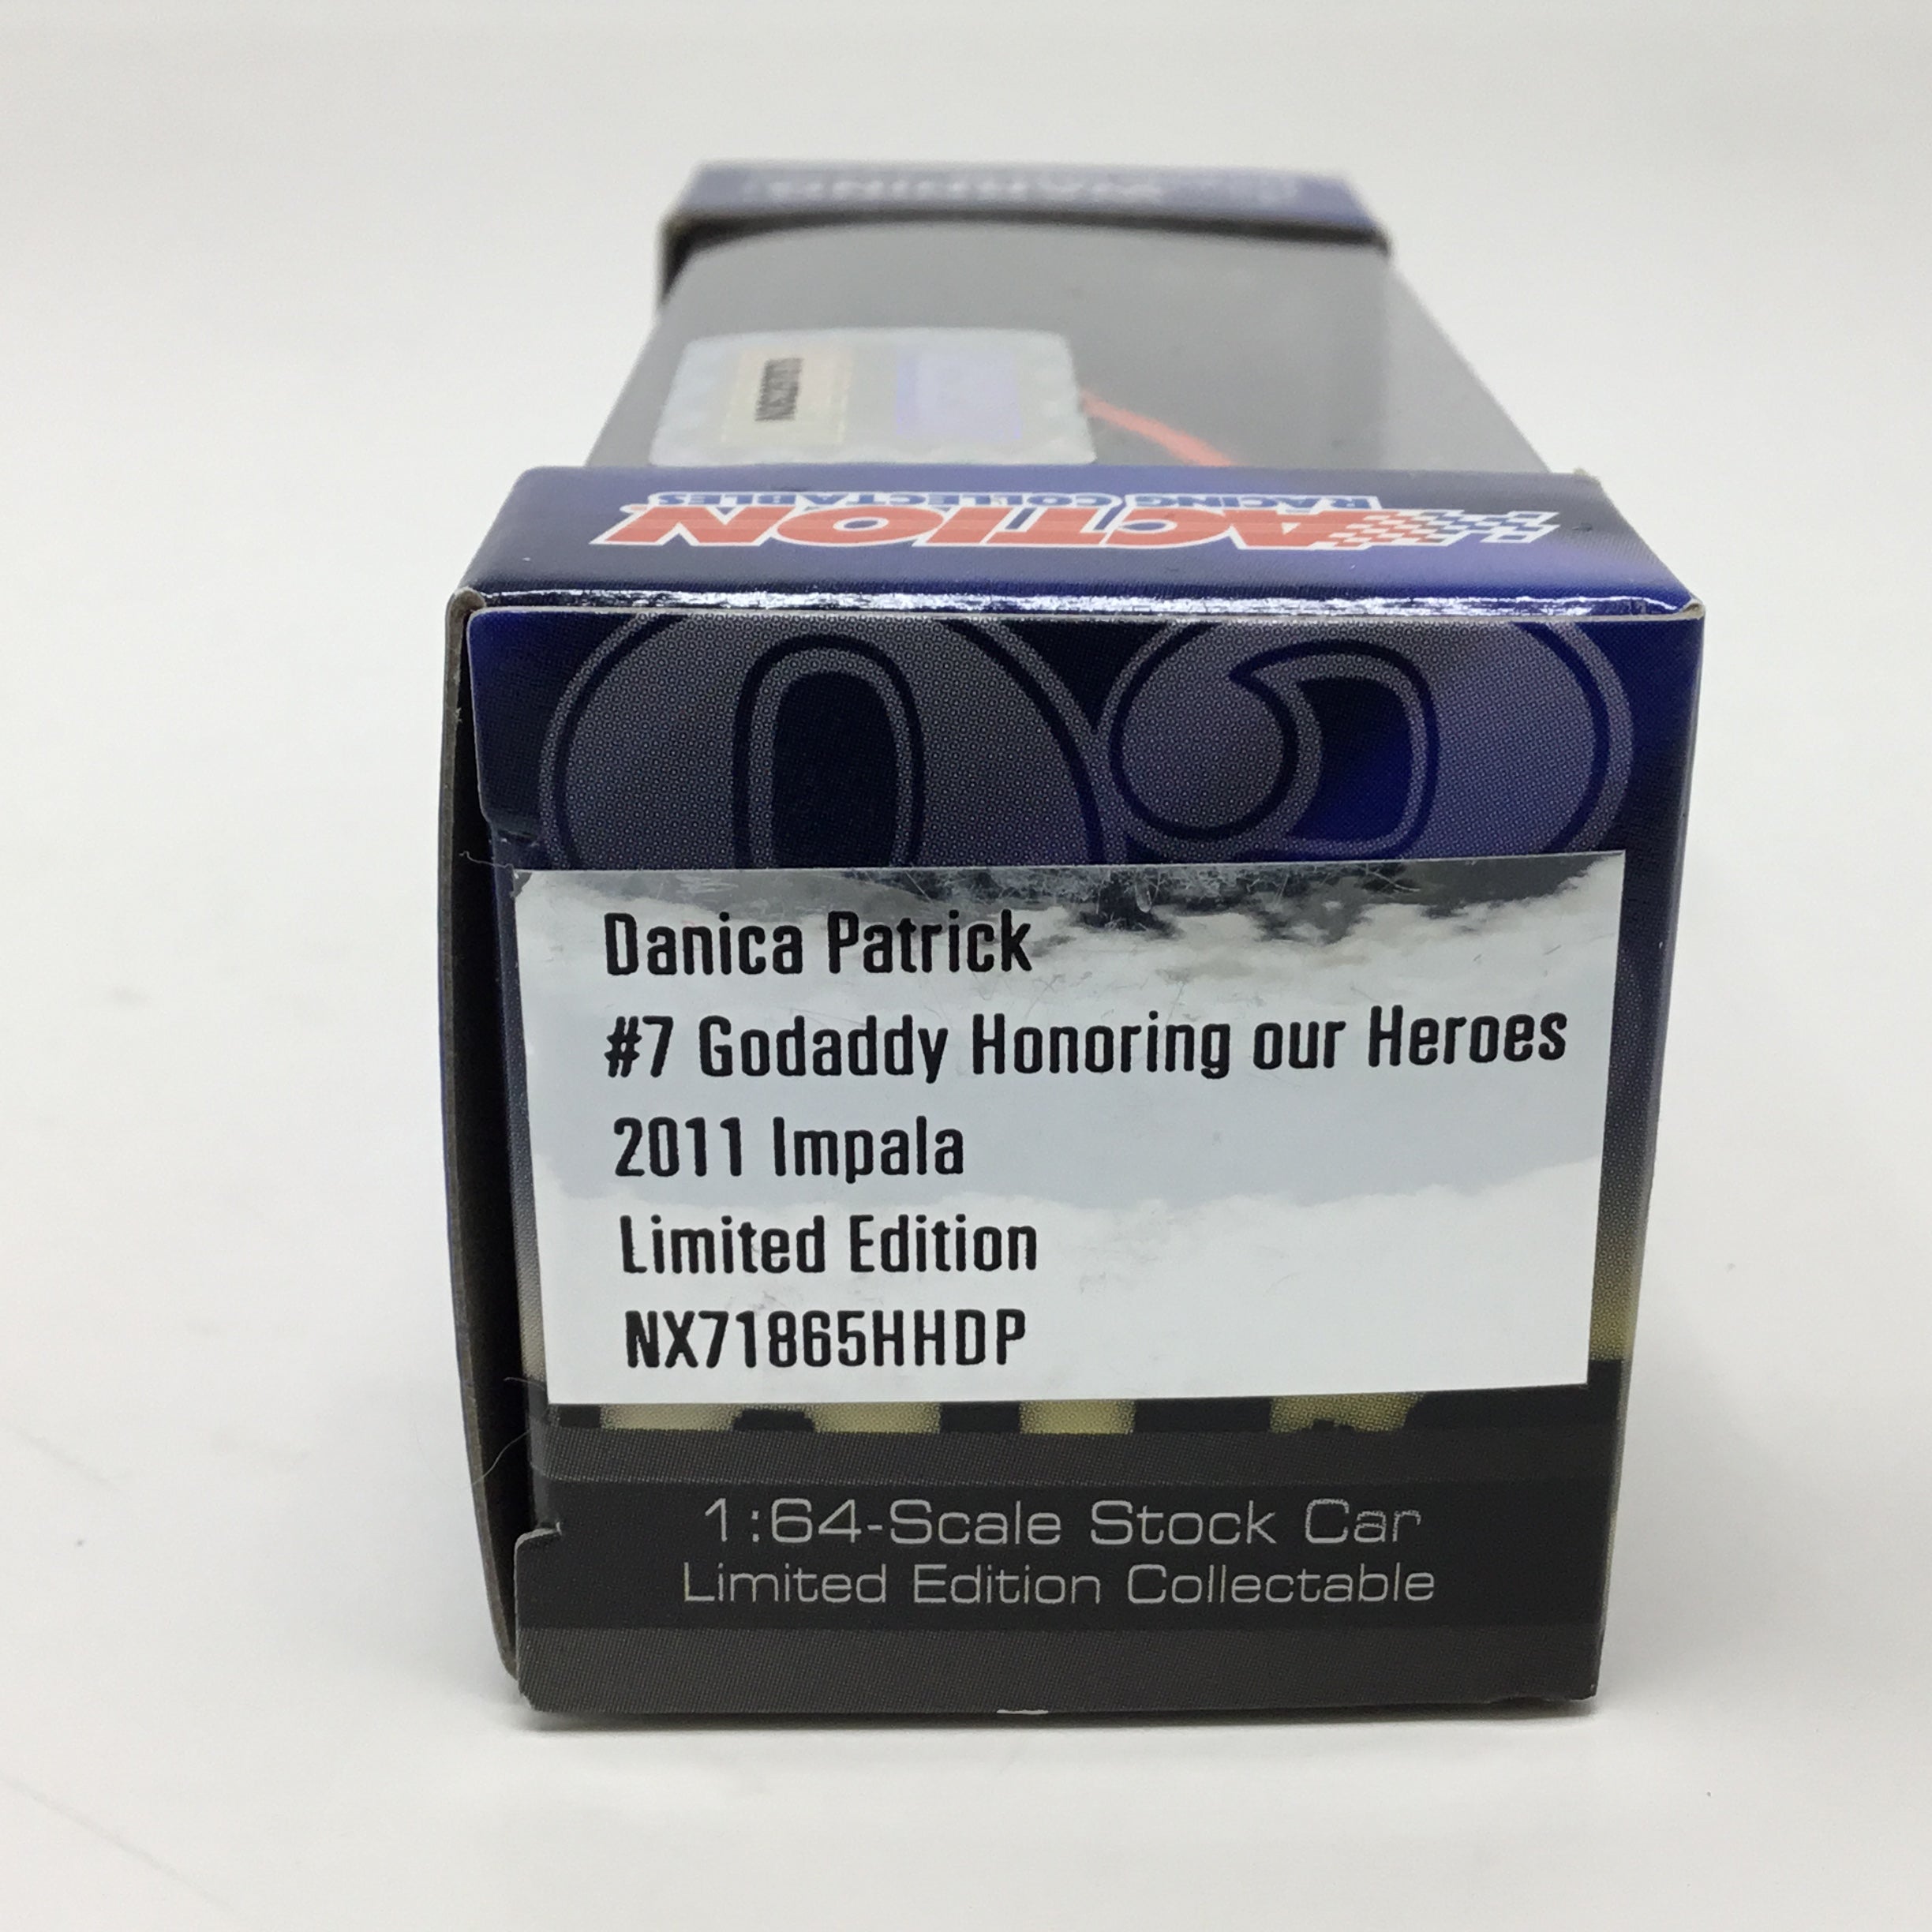 WARNING
ACTION
RACING COLLECTABLES
Danica Patrick
#7 Godaddy Honoring our Heroes
2011 Impala
Limited Edition
NX71865HHDP
1:64-Scale Stock Car
Limited Edition Collectable